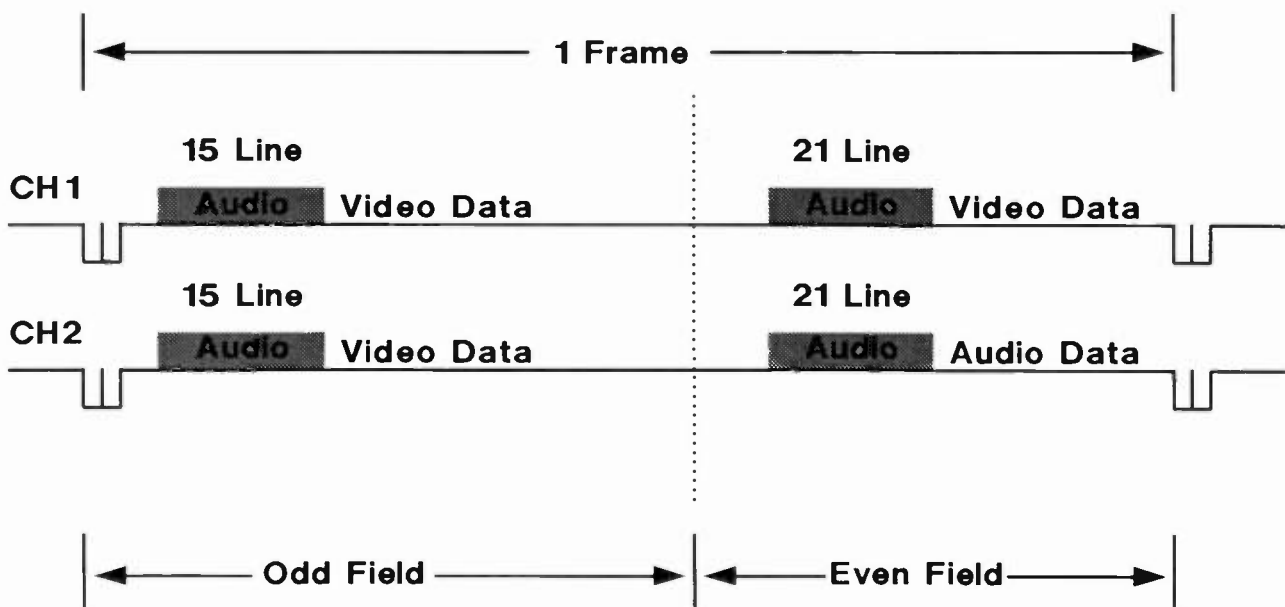 1 Frame
15 Line
21 Line
CH1
Audio
Video Data
Audio
Video Data
15 Line
21 Line
CH2
Audio
Video Data
Audio
Audio Data
Odd Field
Even Field